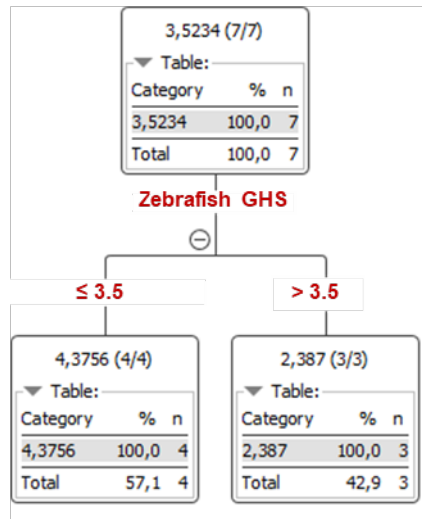 3,5234 (7/7)
Table:
Category % n
3,5234 100,0 7
Total 100,0 7
Zebrafish GHS
≤ 3.5
> 3.5
4,3756 (4/4)
Table:
Category % n
4,3756 100,0 4
Total 57,1 4
2,387 (3/3)
Table:
Category % n
2,387 100,0 3
Total 42,9 3